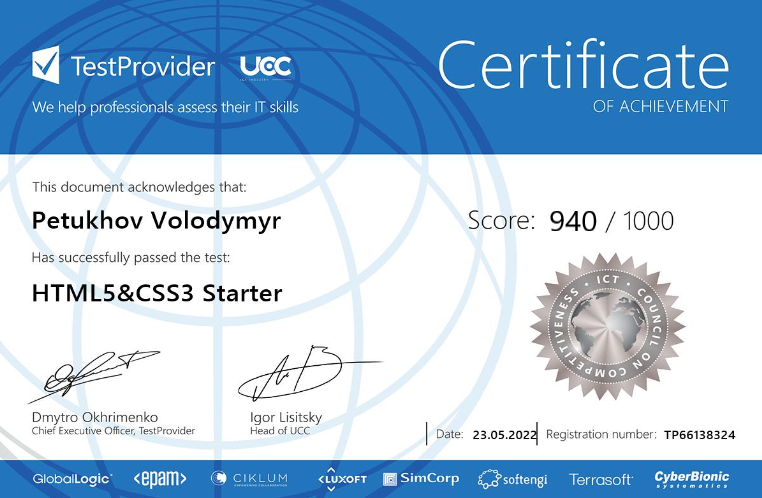 TestProvider UCC
We help professionals assess their IT skills
Certificate
OF ACHIEVEMENT
This document acknowledges that:
Petukhov Volodymyr
Has successfully passed the test:
HTML5&CSS3 Starter
Score: 940 / 1000
ICT • COUNCIL ON COMPETITIVENESS •
Dmytro Okhrimenko
Chief Executive Officer, TestProvider
Igor Lisitsky
Head of UCC
Date: 23.05.2022
Registration number: TP66138324
GlobalLogic <epam> CIKLUM <LUXOFT SimCorp softengi Terrasoft CyberBionic
systematics